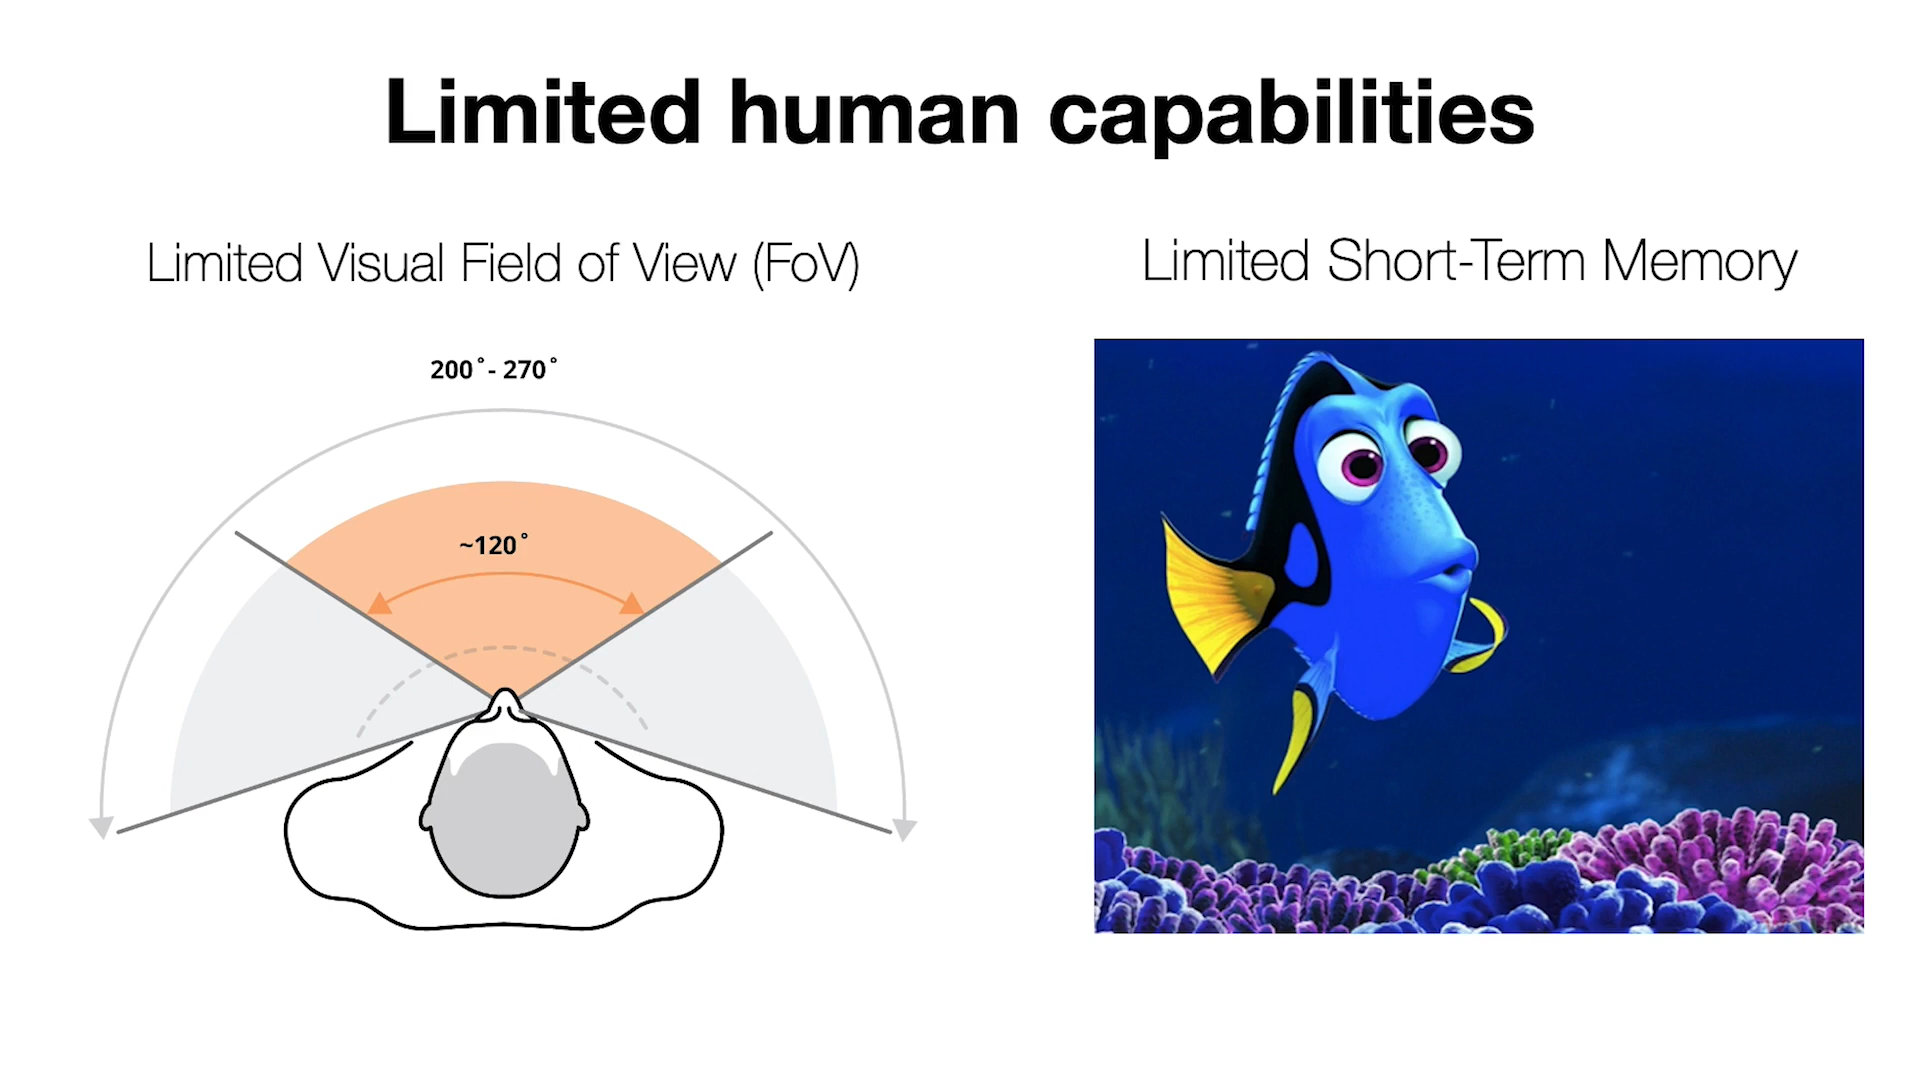 Limited human capabilities
Limited Visual Field of View (FoV)
Limited Short-Term Memory
200°- 270°
~120°